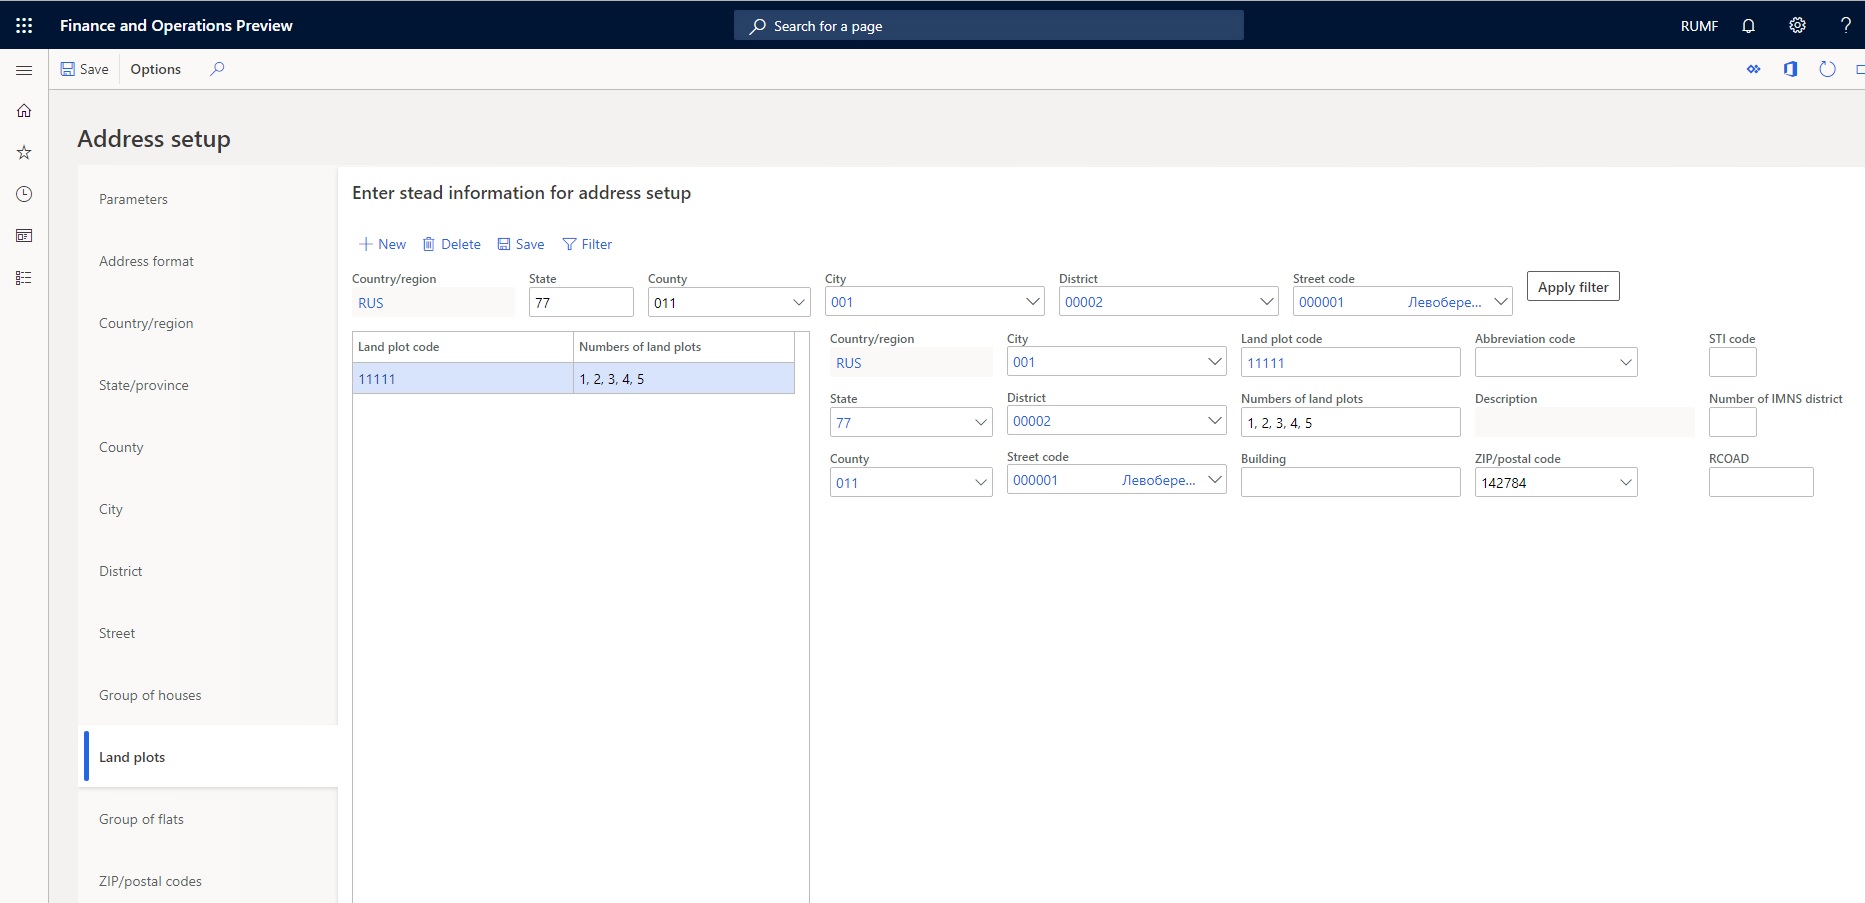 Finance and Operations Preview
Search for a page
RUMF
?
Save
Options
Address setup
Parameters
Address format
Country/region
State/province
County
City
District
Street
Group of houses
Land plots
Group of flats
ZIP/postal codes
Enter stead information for address setup
New
Delete
Save
Filter
Country/region
State
County
City
District
Street code
RUS
77
011
001
00002
000001 Левобере...
Apply filter
Land plot code
Numbers of land plots
11111
1, 2, 3, 4, 5
Country/region
City
Land plot code
Abbreviation code
STI code
RUS
001
11111
State
District
Numbers of land plots
Description
Number of IMNS district
77
00002
1, 2, 3, 4, 5
County
Street code
Building
ZIP/postal code
RCOAD
011
000001 Левобере...
142784